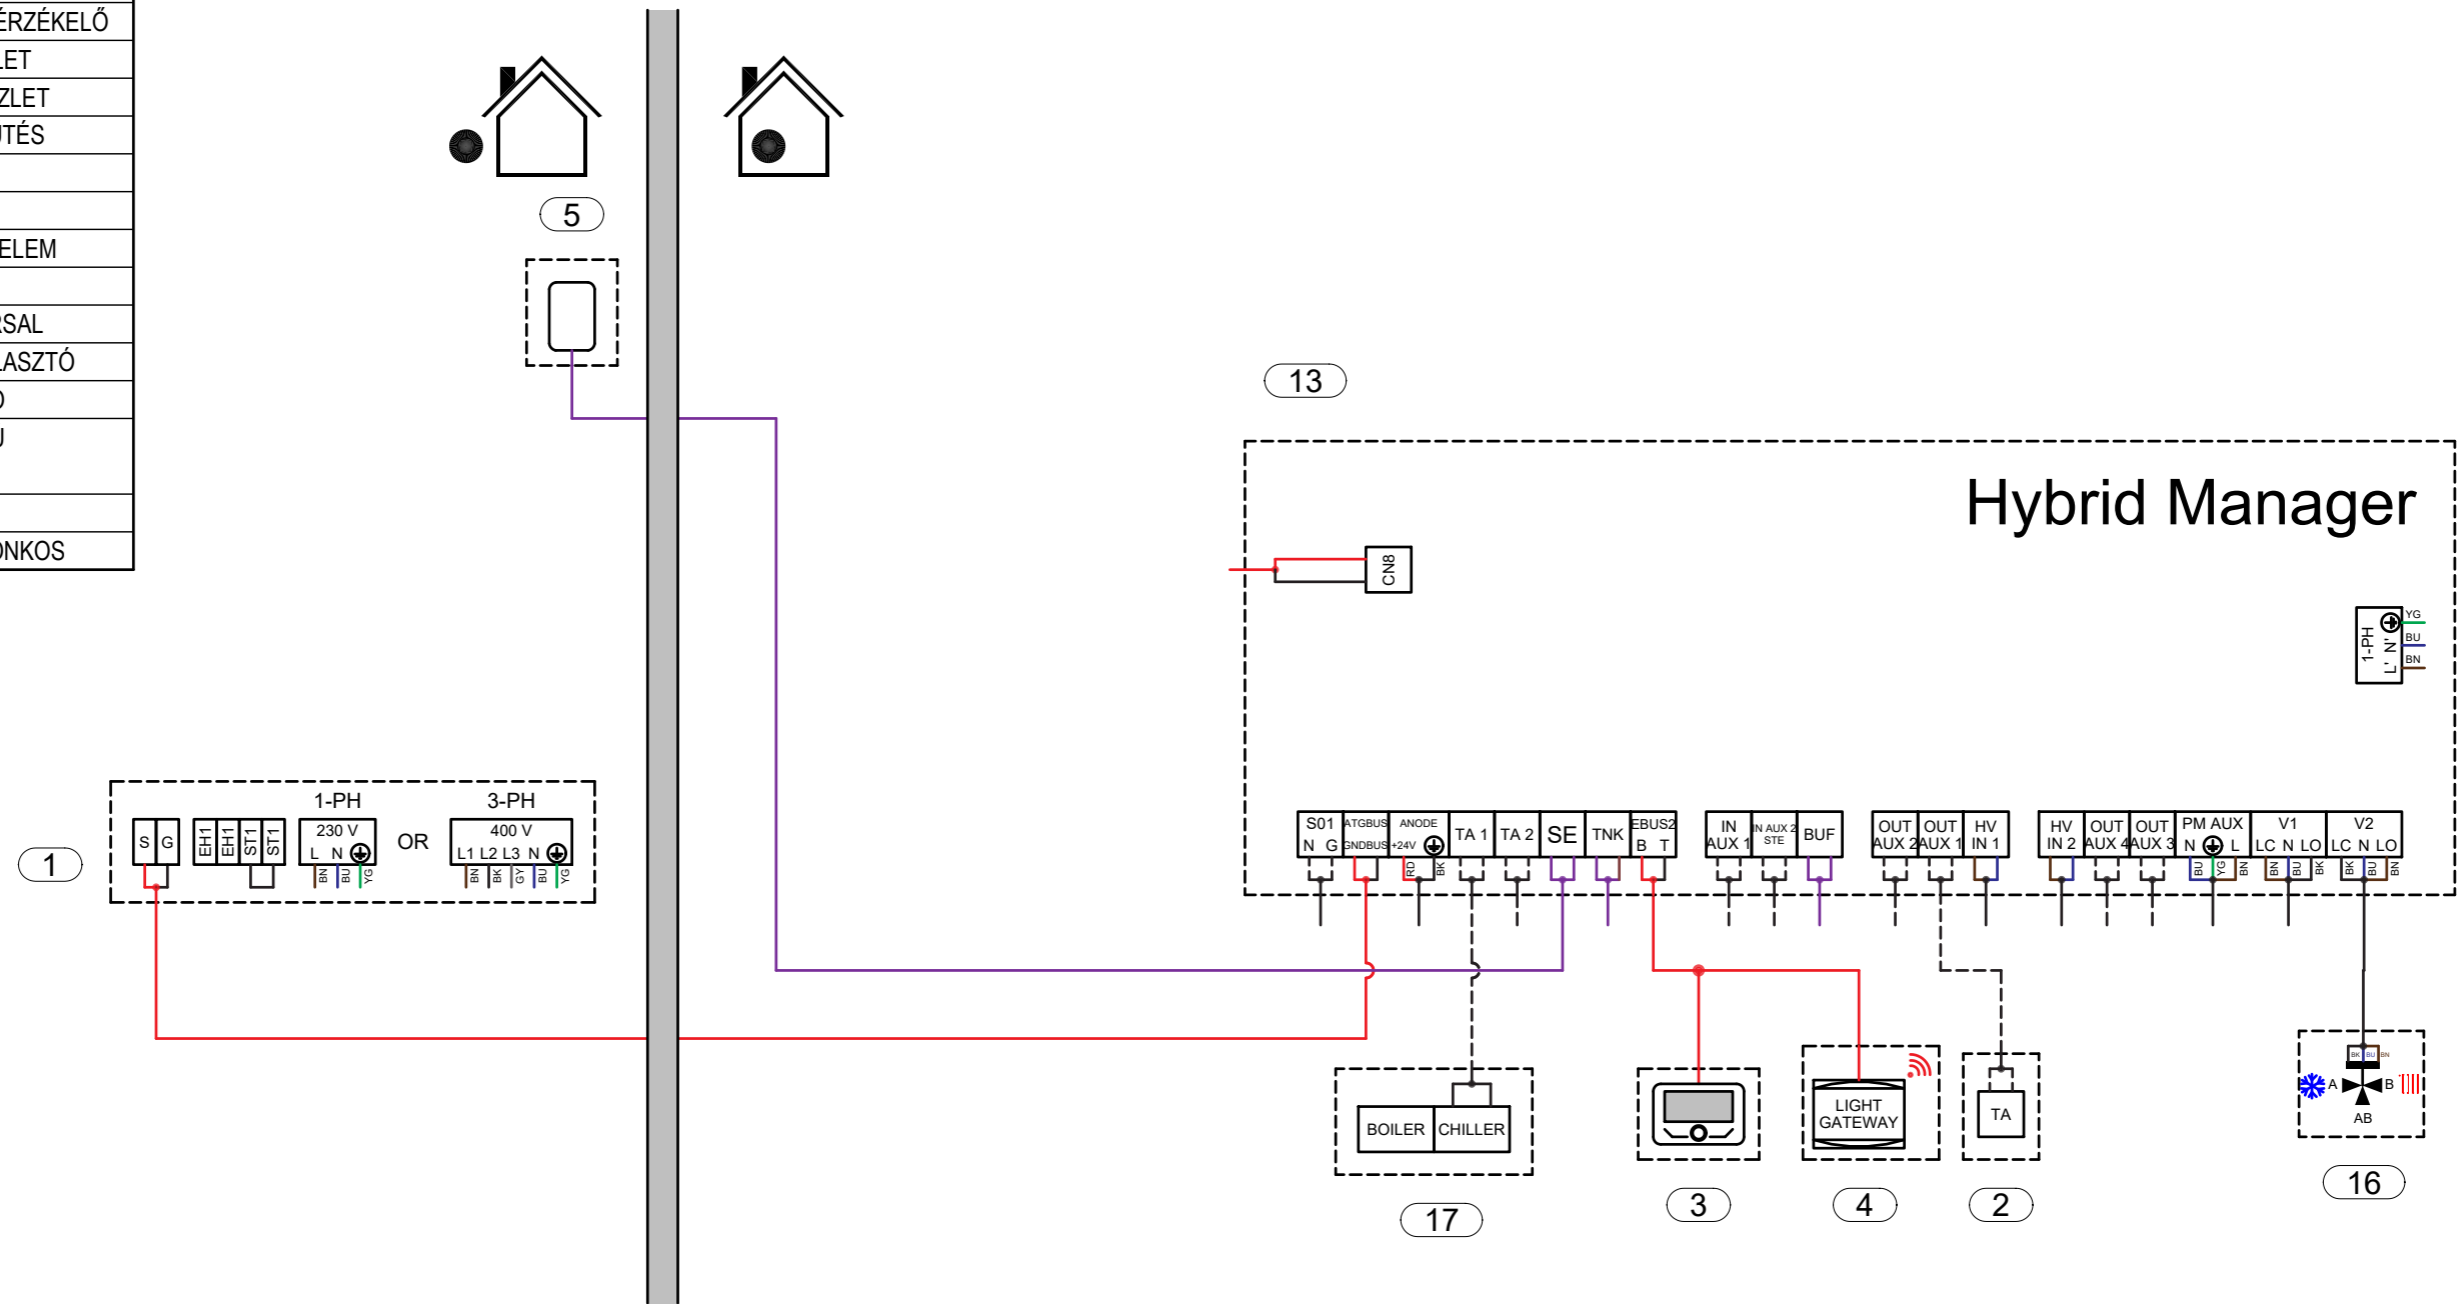 ÉRZÉKELŐ
LET
ZLET
ELEM
RSAL
LASZTÓ
ONKOS
5
13
Hybrid Manager
CN8
1-PH
L' N'
YG
BU
BN
1
1-PH
3-PH
S G
EH1 EH1 ST1 ST1
230 V
L N
BN BU YG
OR
400 V
L1 L2 L3 N
BN BK GY BU YG
S01
N G
ATGBUS
GNDBUS
ANODE
+24V
RD BK
TA 1
TA 2
SE
TNK
EBUS2
B T
IN
AUX 1
IN AUX 2
STE
BUF
OUT
AUX 2
OUT
AUX 1
HV
IN 1
HV
IN 2
OUT
AUX 4
OUT
AUX 3
PM AUX
N L
BU YG BN
V1
LC N LO
BN BU BK
V2
LC N LO
BK BU BN
BOILER CHILLER
17
3
LIGHT
GATEWAY
4
TA
2
BK BU BN
A B
AB
16